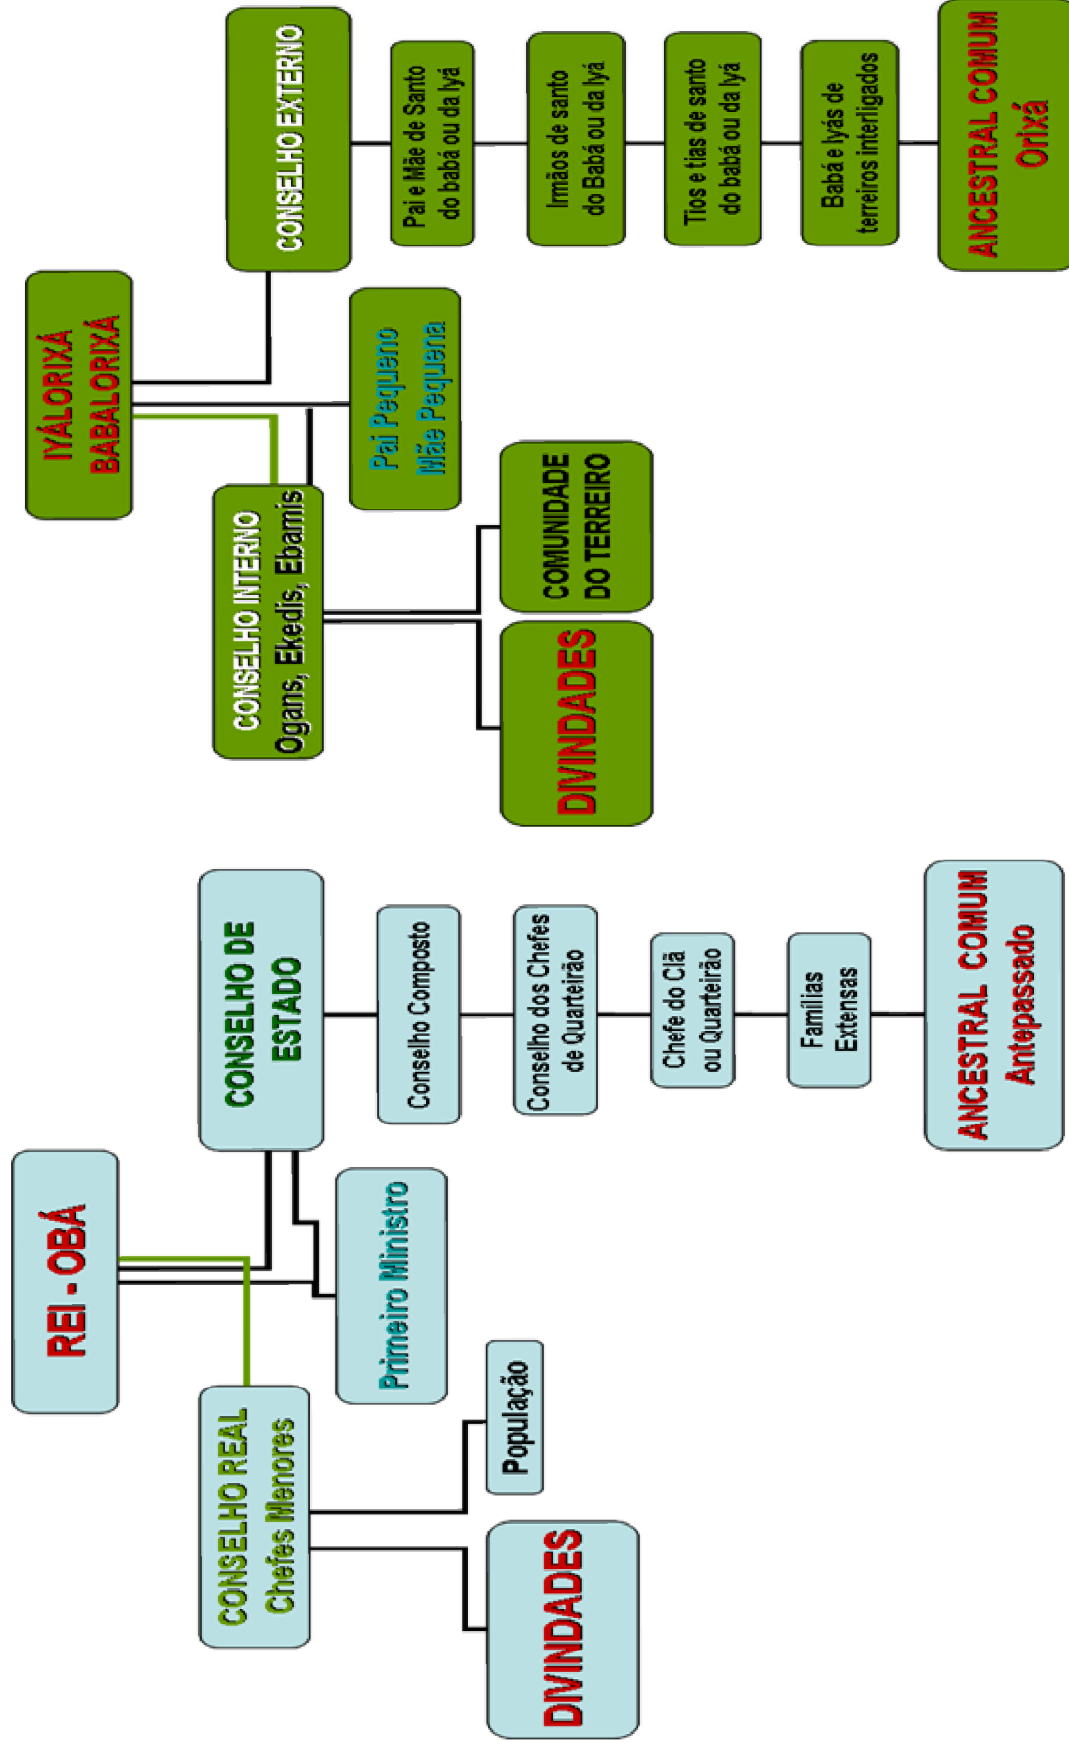 REI - OBÁ
CONSELHO REAL
Chefes Menores
CONSELHO DE
ESTADO
Primeiro Ministro
Conselho Composto
População
DIVINDADES
Conselho dos Chefes
de Quarteirão
Chefe do Clã
ou Quarteirão
Famílias
Extensas
ANCESTRAL COMUM
Antepassado
IYÁLORIXÁ
BABALORIXÁ
CONSELHO INTERNO
Ogans, Ekedis, Ebamis
CONSELHO EXTERNO
Pai Pequeno
Mãe Pequena
Pai e Mãe de Santo
do babá ou da Iyá
DIVINDADES
COMUNIDADE
DO TERREIRO
Irmãos de santo
do Babá ou da Iyá
Tios e tias de santo
do babá ou da Iyá
Babá e Iyás de
terreiros interligados
ANCESTRAL COMUM
Orixá